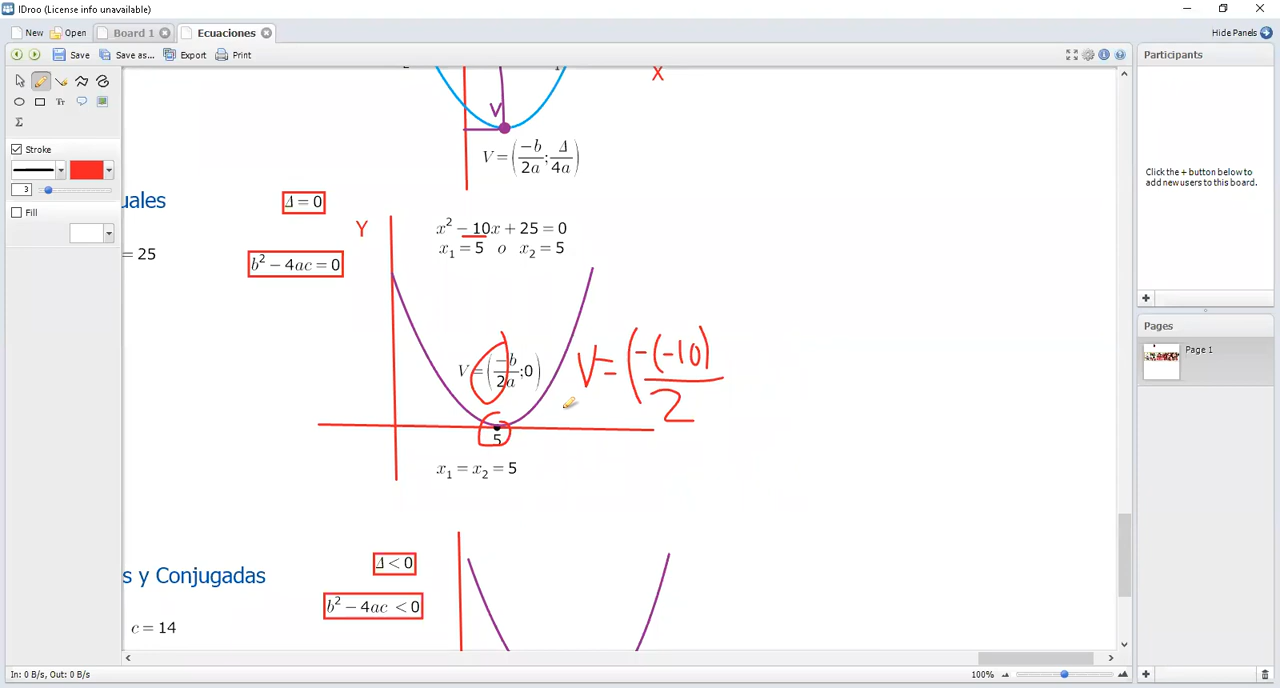 IDroo (License info unavailable)
New Open Board 1 Ecuaciones Hide Panels
Save Save as... Export Print
Participants
Click the + button below to add new users to this board.
Pages
Page 1
Tr
Σ
Stroke
3
Fill
X
V
V = (-b/2a ; Δ/4a)
uales
Δ = 0
= 25
b² − 4ac = 0
Y
x² − 10x + 25 = 0
x₁ = 5 o x₂ = 5
V = (-b/2a ; 0)
V = (-(-10)/2
5
x₁ = x₂ = 5
s y Conjugadas
Δ < 0
b² − 4ac < 0
c = 14
In: 0 B/s, Out: 0 B/s
100%